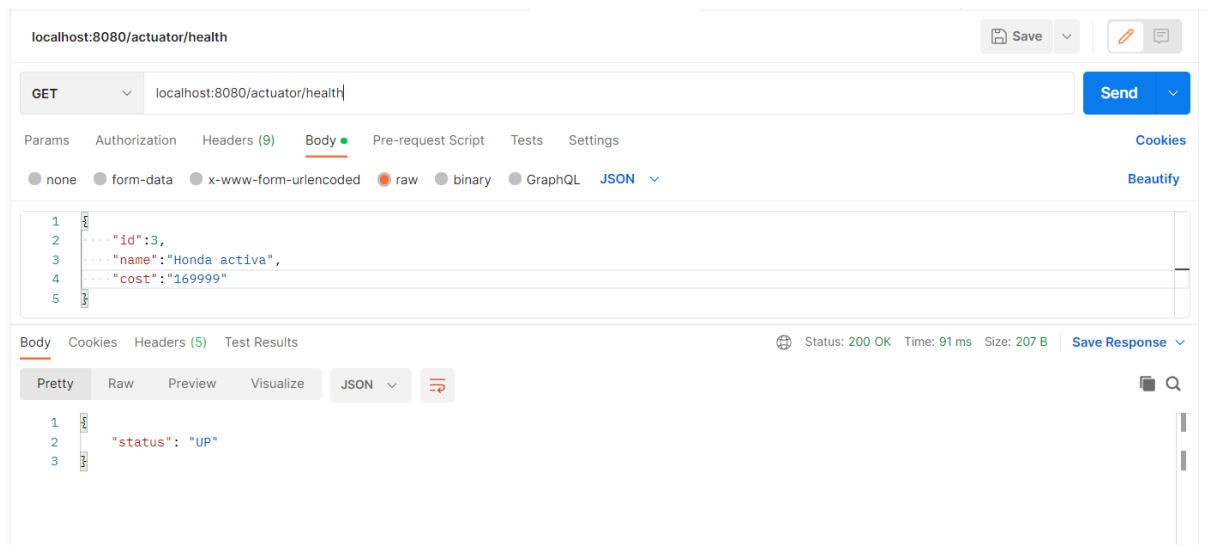 localhost:8080/actuator/health Save
GET localhost:8080/actuator/health Send
Params Authorization Headers (9) Body Pre-request Script Tests Settings Cookies
none form-data x-www-form-urlencoded raw binary GraphQL JSON Beautify
1 {
2 "id":3,
3 "name":"Honda activa",
4 "cost":"169999"
5 }
Body Cookies Headers (5) Test Results Status: 200 OK Time: 91 ms Size: 207 B Save Response
Pretty Raw Preview Visualize JSON
1 {
2 "status": "UP"
3 }